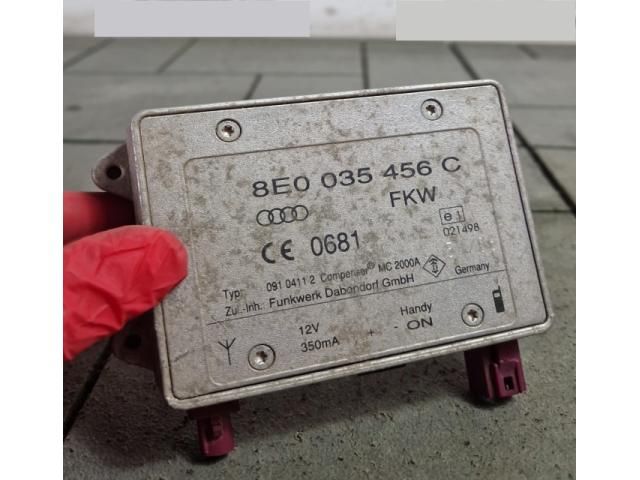 8E0 035 456 C
FKW
e 1
021498
CE 0681
Typ: 091 0411 2 Compenser® MC 2000A
Zul.-Inh.: Funkwerk Dabendorf GmbH
Germany
12V
350mA
+ -
Handy
ON